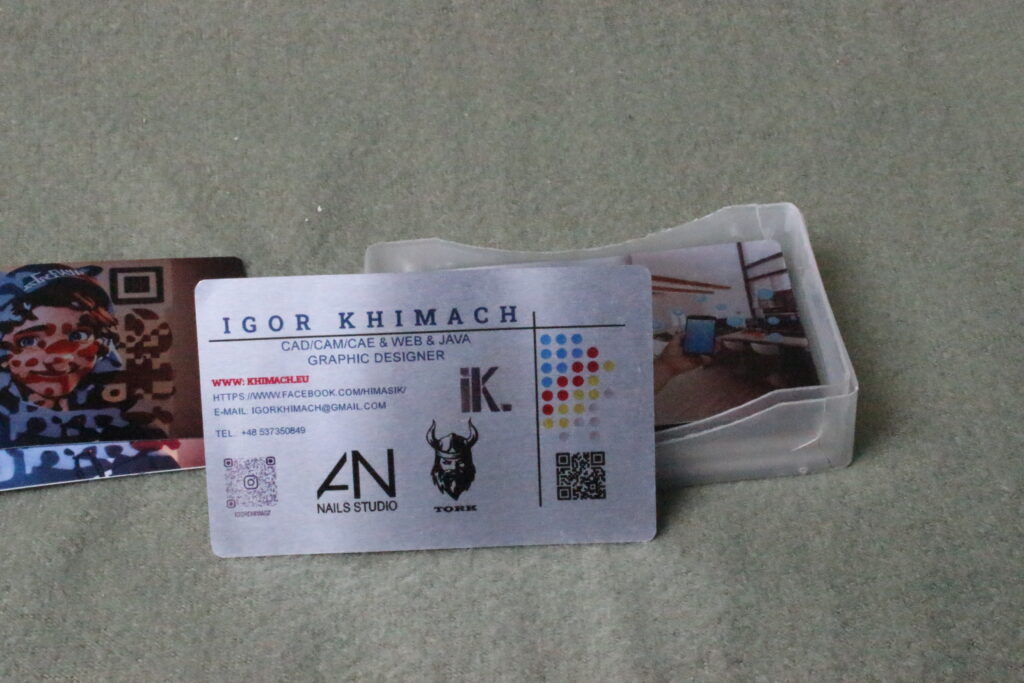 IGOR KHIMACH
CAD/CAM/CAE & WEB & JAVA
GRAPHIC DESIGNER
WWW: KHIMACH.EU
HTTPS://WWW.FACEBOOK.COM/HIMASIK/
E-MAIL: IGORKHIMACH@GMAIL.COM
TEL.: +48 537350849
iK.
AN
NAILS STUDIO
TORK